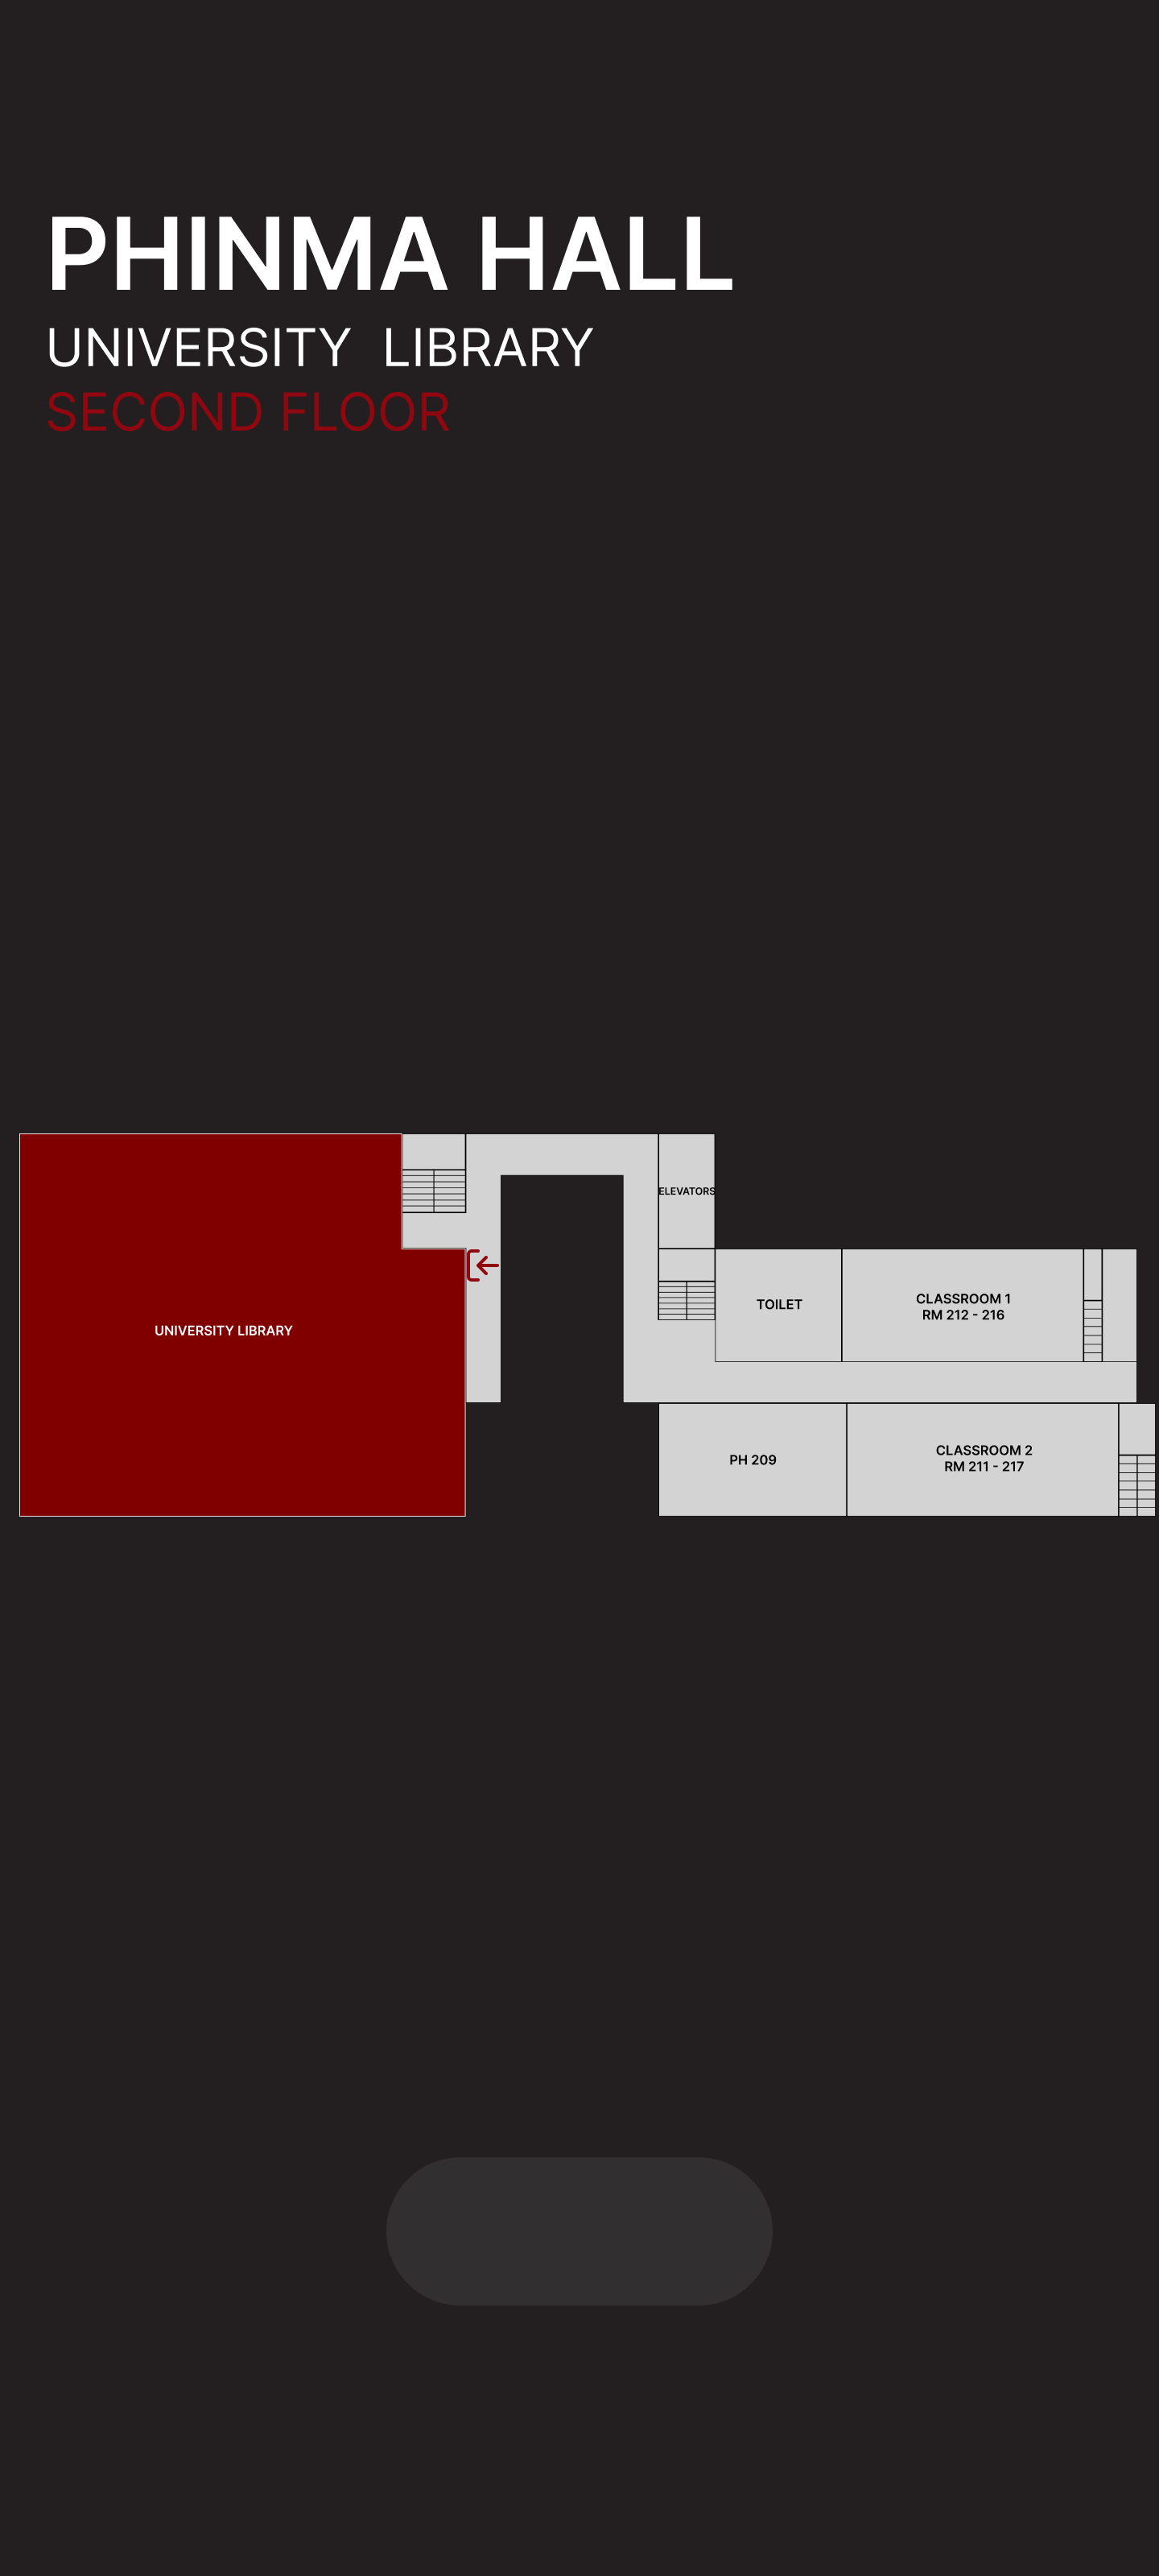 PHINMA HALL
UNIVERSITY LIBRARY
SECOND FLOOR
ELEVATORS
TOILET
CLASSROOM 1
RM 212 - 216
UNIVERSITY LIBRARY
PH 209
CLASSROOM 2
RM 211 - 217